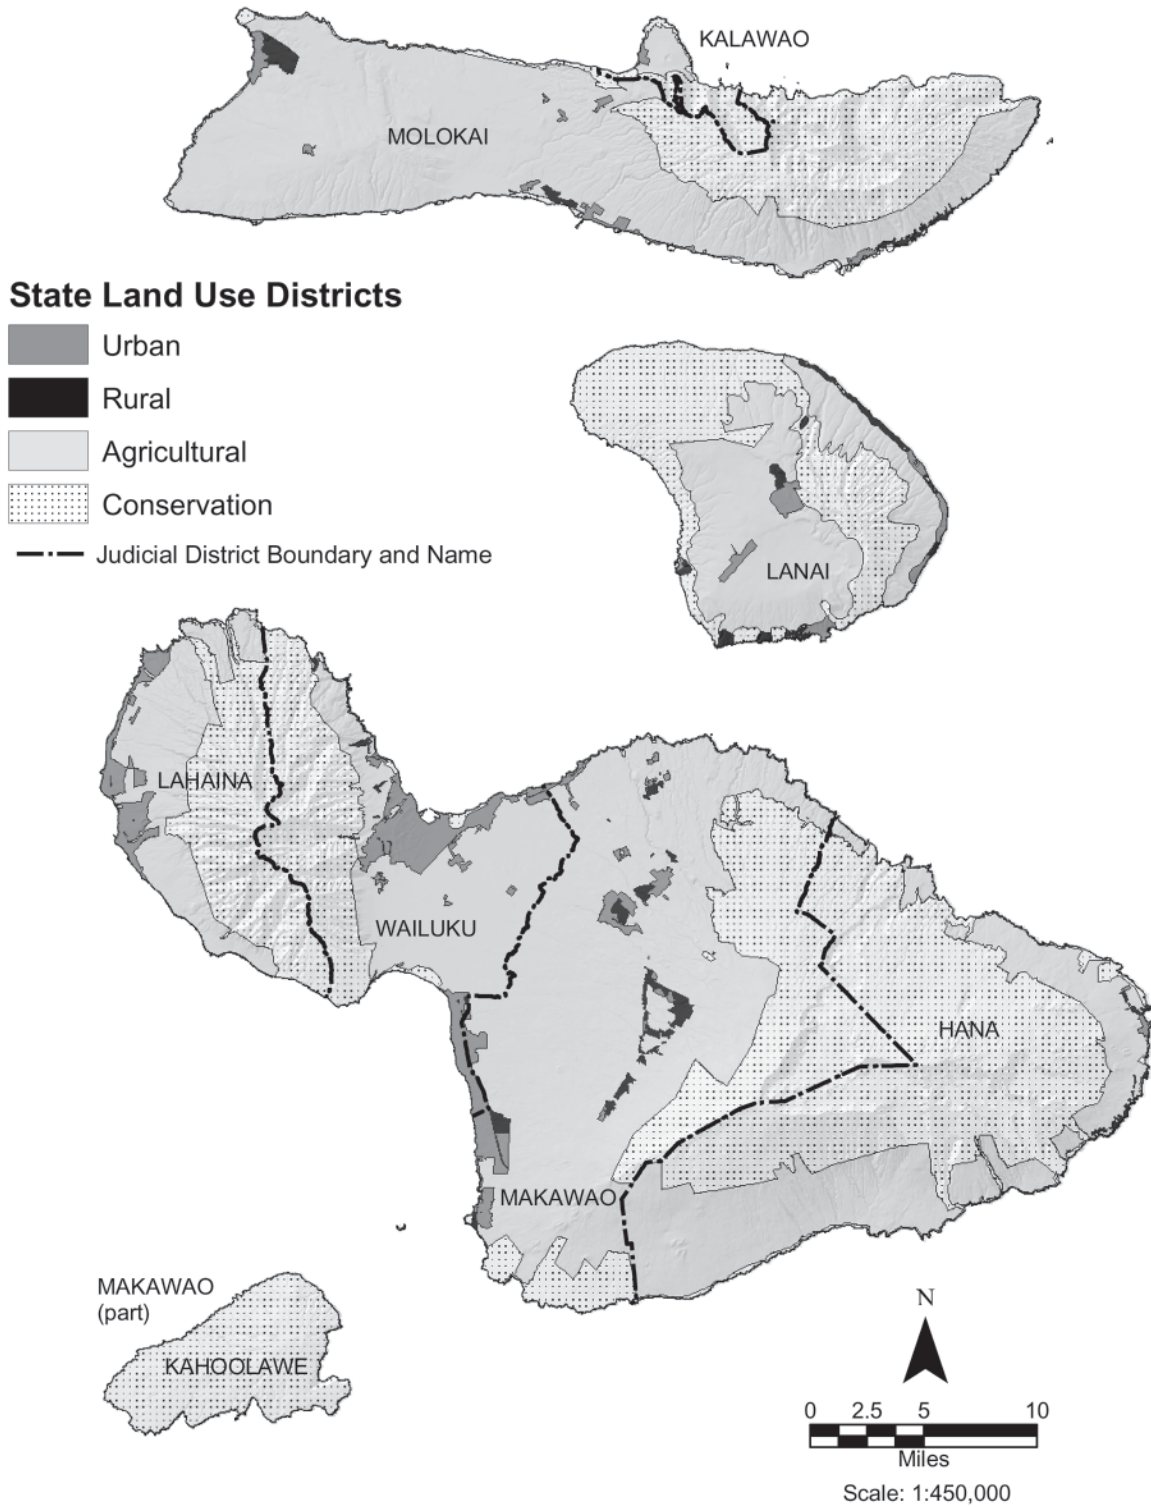 KALAWAO
MOLOKAI
State Land Use Districts
Urban
Rural
Agricultural
Conservation
Judicial District Boundary and Name
LANAI
LAHAINA
WAILUKU
HANA
MAKAWAO
MAKAWAO
(part)
KAHOOLAWE
N
0 2.5 5 10
Miles
Scale: 1:450,000